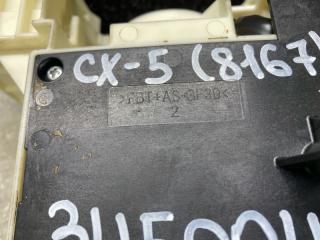 CX-5 (8167)
>PBT+AS-GF30<
2